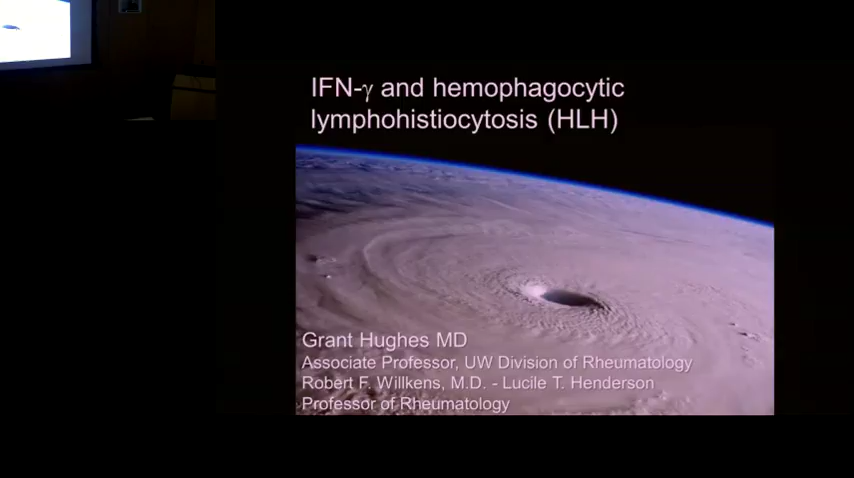 IFN-γ and hemophagocytic
lymphohistiocytosis (HLH)
Grant Hughes MD
Associate Professor, UW Division of Rheumatology
Robert F. Willkens, M.D. - Lucile T. Henderson
Professor of Rheumatology